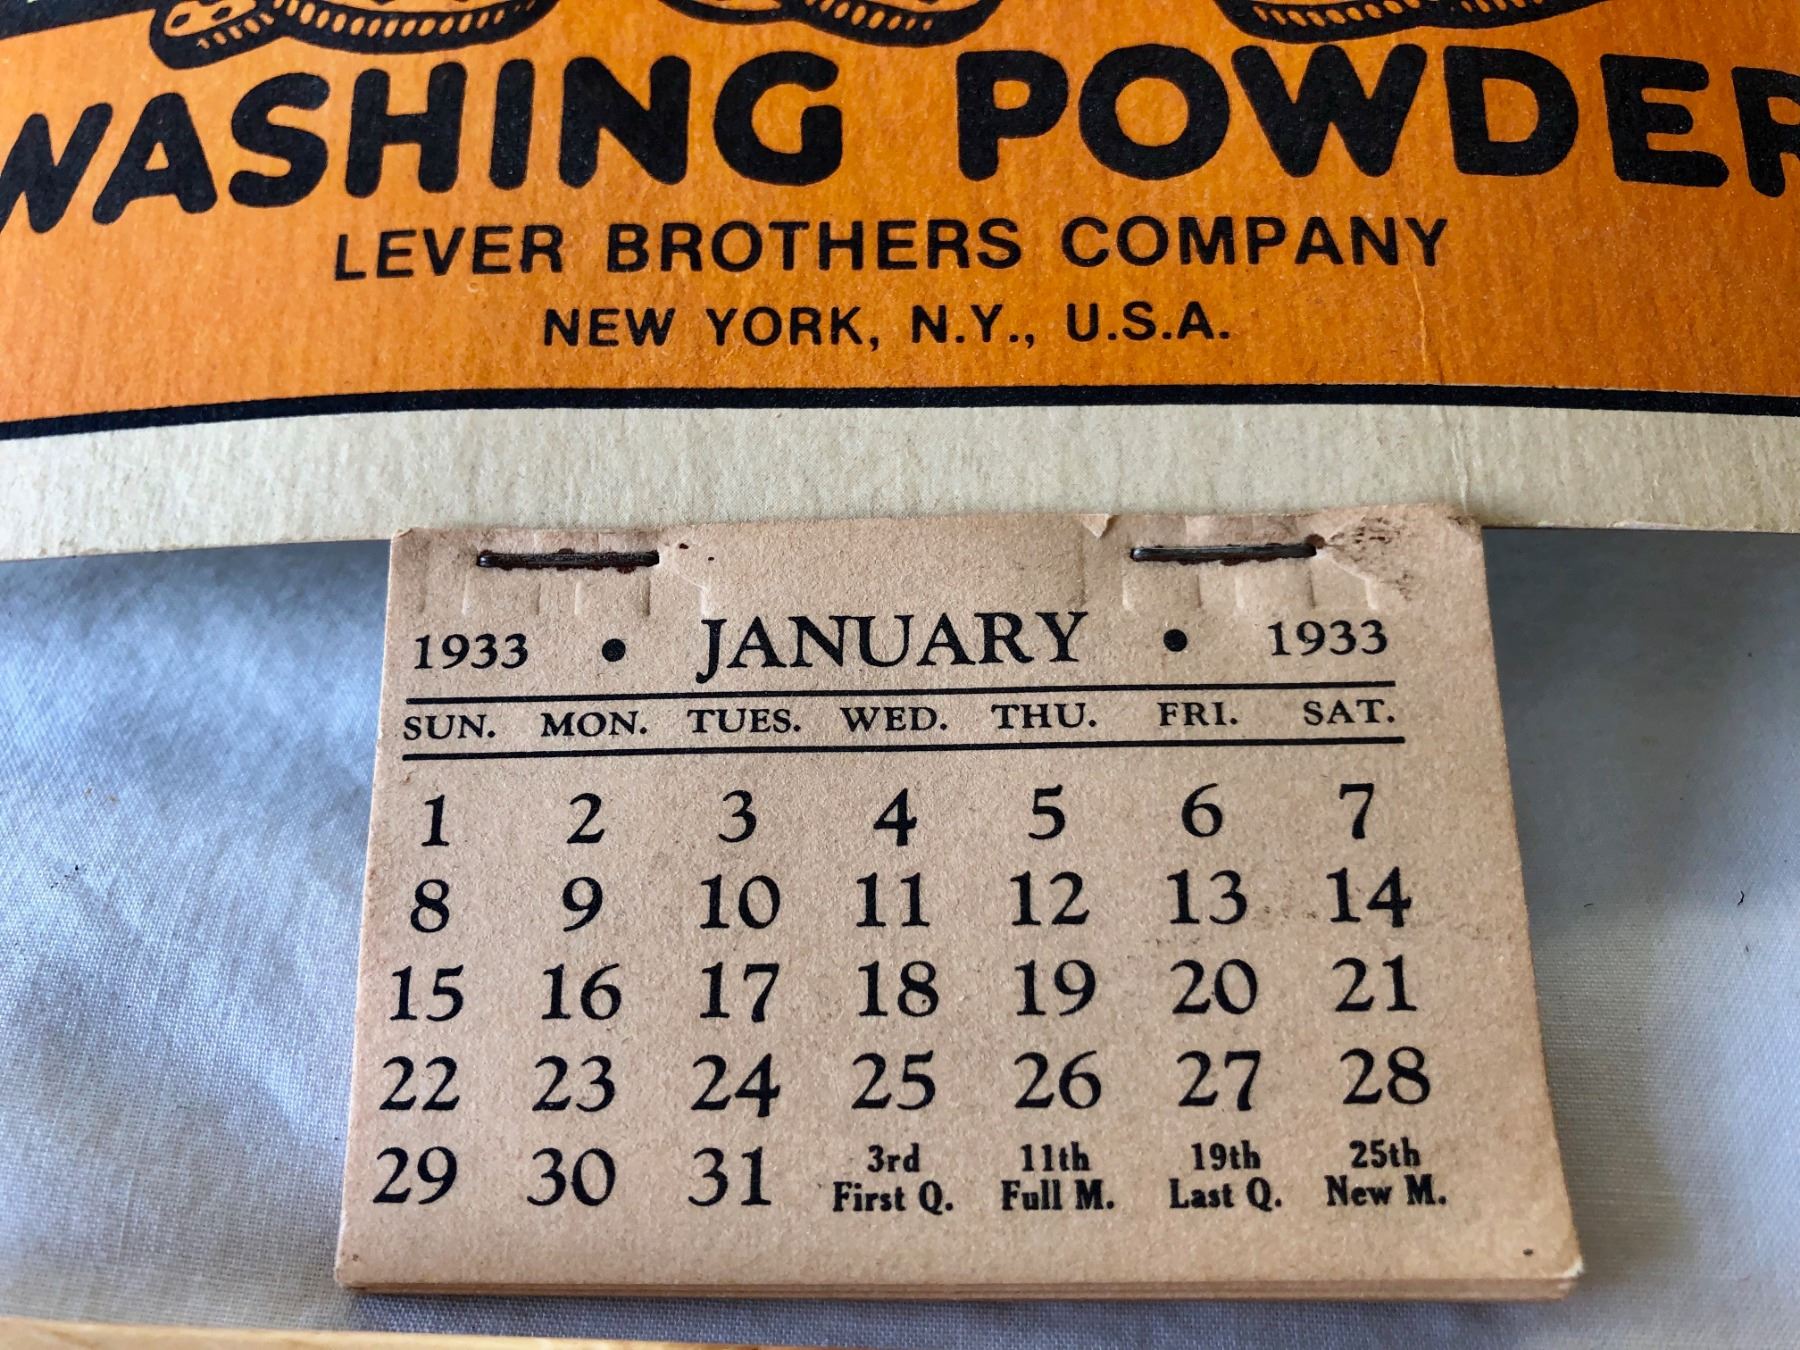 WASHING POWDER
LEVER BROTHERS COMPANY
NEW YORK, N.Y., U.S.A.
1933 • JANUARY • 1933
SUN. MON. TUES. WED. THU. FRI. SAT.
1 2 3 4 5 6 7
8 9 10 11 12 13 14
15 16 17 18 19 20 21
22 23 24 25 26 27 28
29 30 31 3rd First Q. 11th Full M. 19th Last Q. 25th New M.